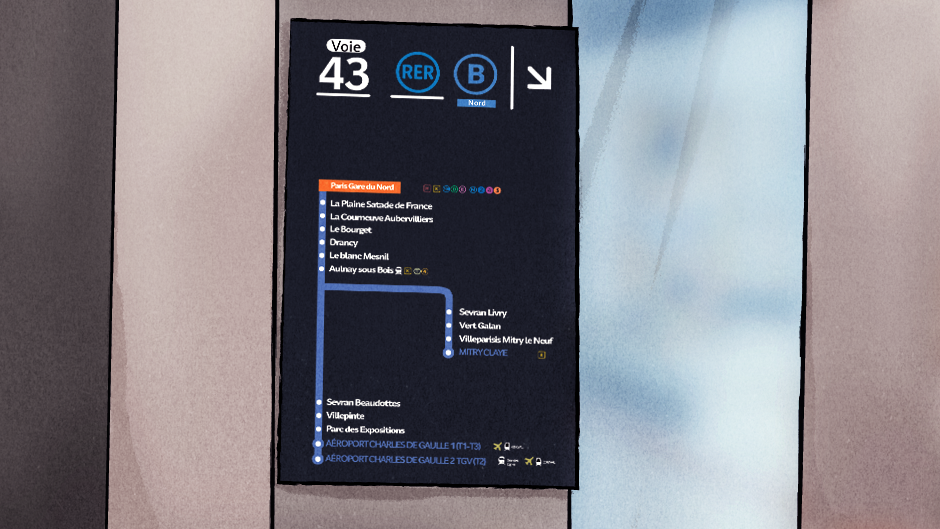 Voie
43
RER
B
Nord
Paris Gare du Nord
La Plaine Satade de France
La Courneuve Aubervilliers
Le Bourget
Drancy
Le blanc Mesnil
Aulnay sous Bois
Sevran Livry
Vert Galan
Villeparisis Mitry le Neuf
MITRY CLAYE
Sevran Beaudottes
Villepinte
Parc des Expositions
AÉROPORT CHARLES DE GAULLE 1 (T1-T3)
AÉROPORT CHARLES DE GAULLE 2 TGV (T2)